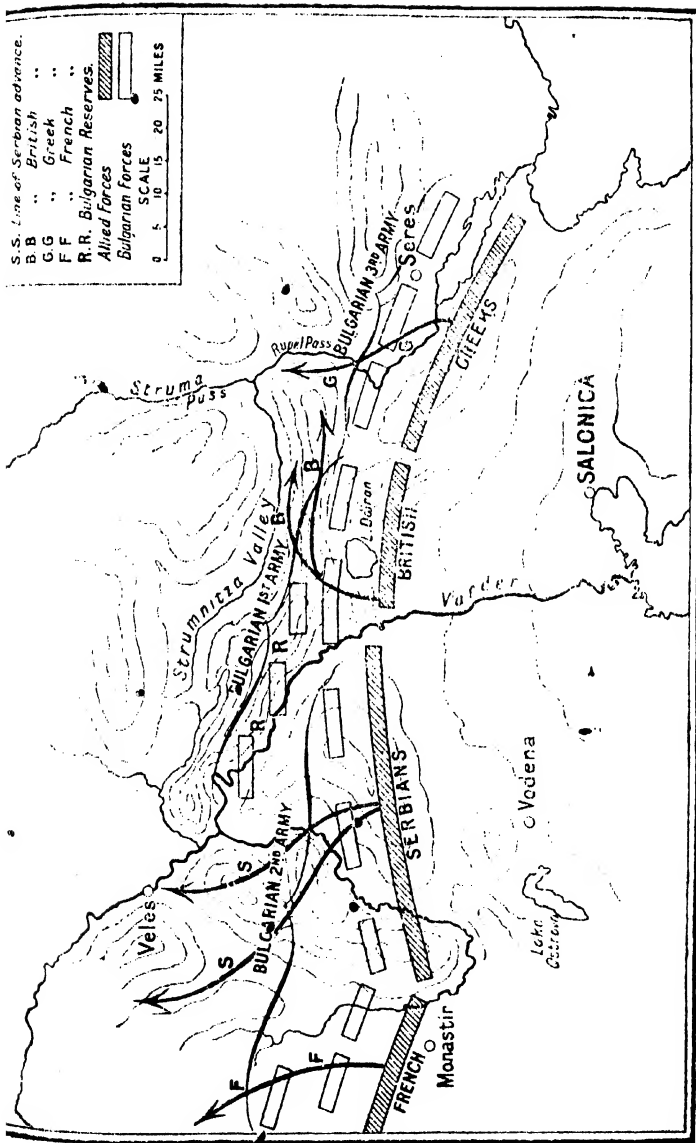 S.S. Line of Serbian advance.
B.B „ British „
G.G „ Greek „
F F „ French „
R.R. Bulgarian Reserves.
Allied Forces
Bulgarian Forces
SCALE
0 5 10 15 20 25 MILES
Struma
Pass
Rupel Pass
Strumnitza Valley
BULGARIAN 1ST ARMY
BULGARIAN 2ND ARMY
BULGARIAN 3RD ARMY
Veles
Seres
S
S
F
F
R
R
B
B
G
G
L. Doiran
Vardar
FRENCH
SERBIANS
BRITISH
GREEKS
Monastir
Lake
Ostrovo
Vodena
SALONICA